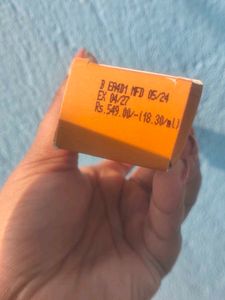 B EA401 MFD 05/24
EX 04/27
Rs.549.00/-(18.30/ml)